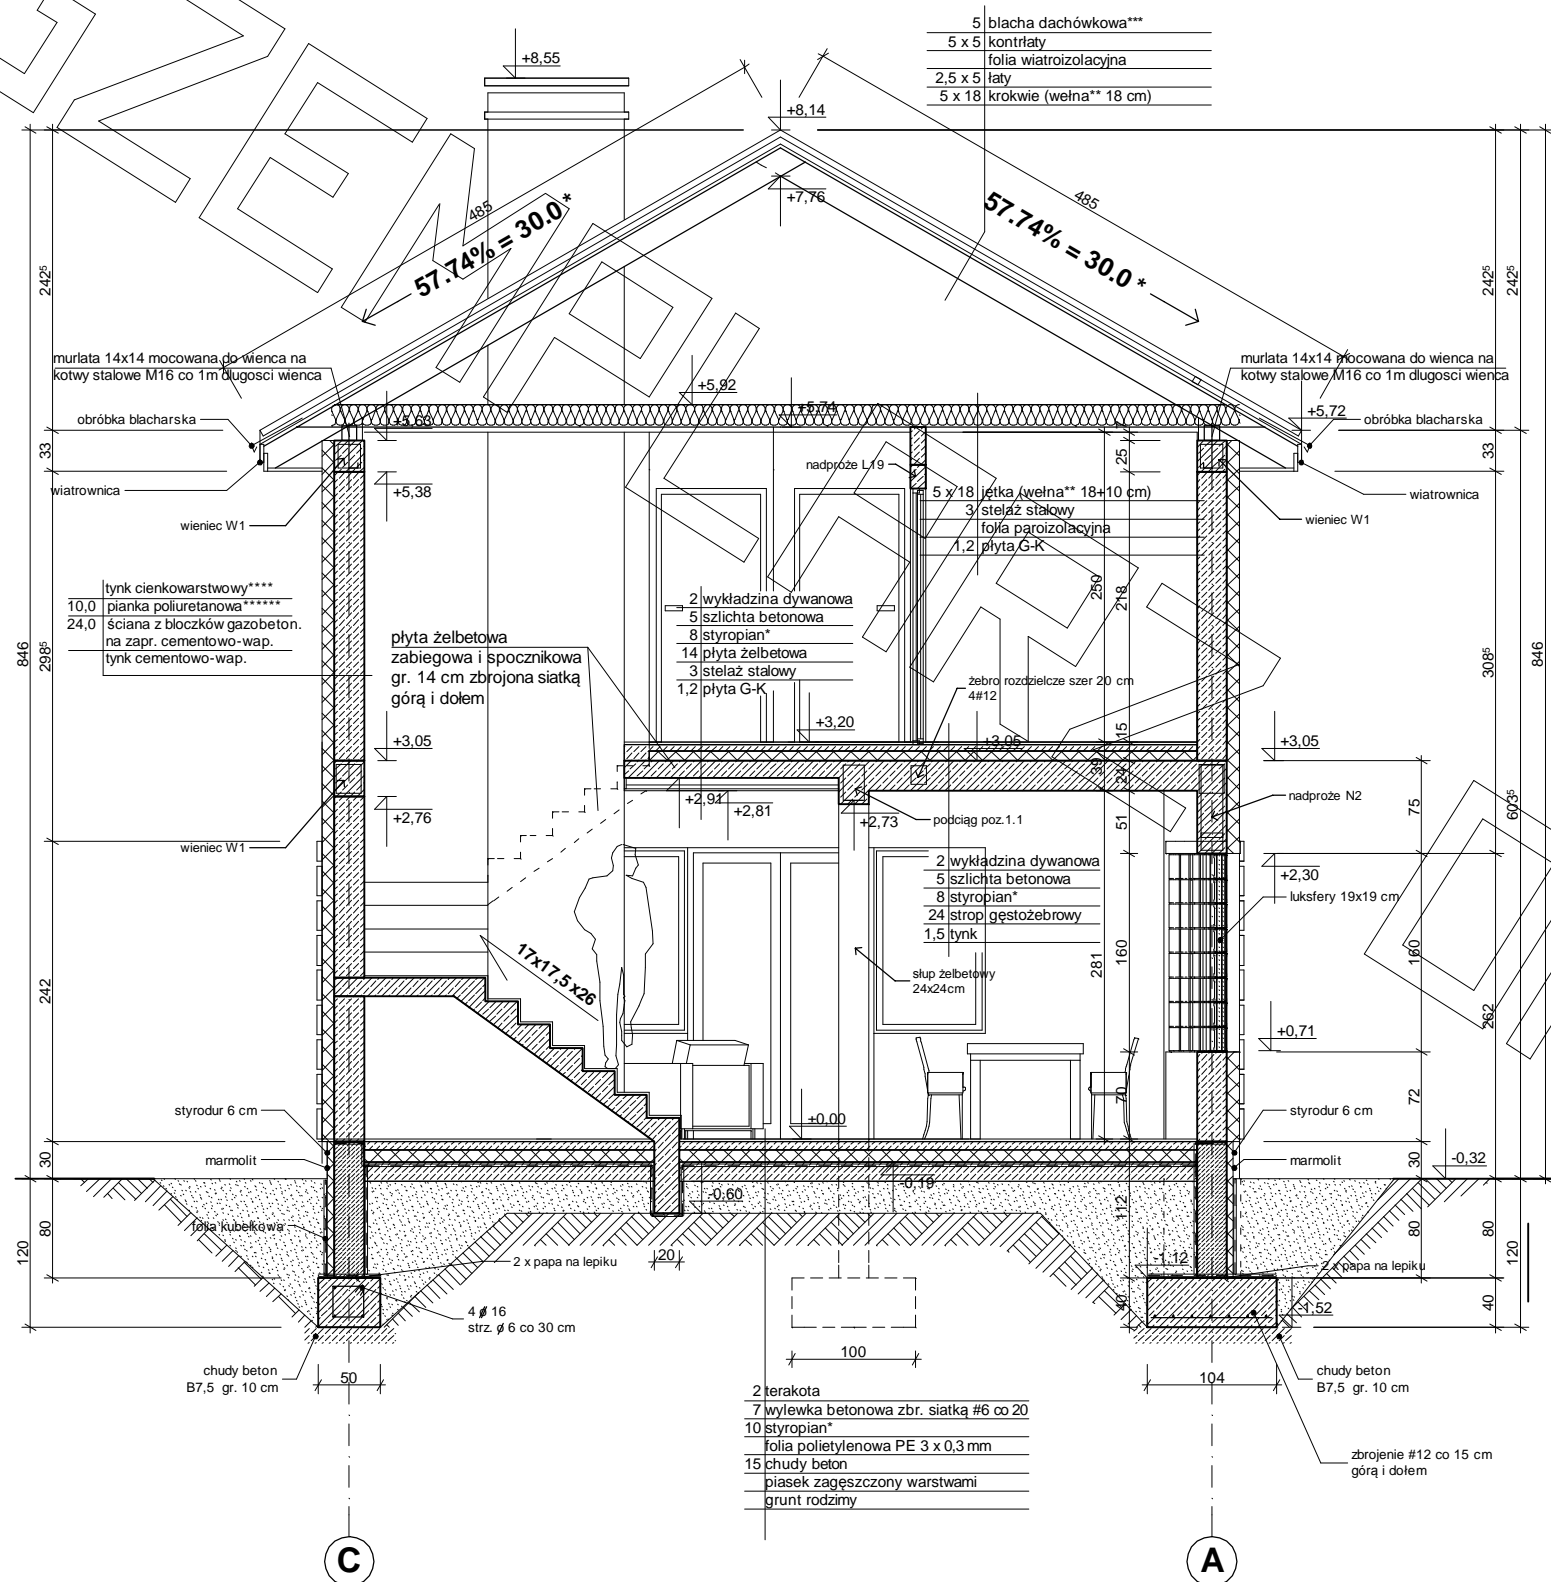 5 blacha dachówkowa***
5 x 5 kontrłaty
folia wiatroizolacyjna
2,5 x 5 łaty
5 x 18 krokwie (wełna** 18 cm)
+8,55
+8,14
+7,76
485
57.74% = 30.0 *
485
57.74% = 30.0 *
242⁵
242⁵
242⁵
murlata 14x14 mocowana do wienca na
kotwy stalowe M16 co 1m dlugosci wienca
murlata 14x14 mocowana do wienca na
kotwy stalowe M16 co 1m dlugosci wienca
+5,92
+5,74
+5,72
obróbka blacharska
+5,63
obróbka blacharska
33
25
33
nadproże L19
wiatrownica
+5,38
5 x 18 jętka (wełna** 18+10 cm)
3 stelaż stalowy
folia paroizolacyjna
1,2 płyta G-K
wiatrownica
wieniec W1
wieniec W1
tynk cienkowarstwowy****
10,0 pianka poliuretanowa******
24,0 ściana z bloczków gazobeton.
na zapr. cementowo-wap.
tynk cementowo-wap.
2 wykładzina dywanowa
5 szlichta betonowa
8 styropian*
14 płyta żelbetowa
3 stelaż stalowy
1,2 płyta G-K
250
218
płyta żelbetowa
zabiegowa i spocznikowa
gr. 14 cm zbrojona siatką
górą i dołem
846
298⁵
308⁵
846
żebro rozdzielcze szer 20 cm
4#12
+3,20
15
+3,05
+3,05
+3,05
39
24
+2,91
+2,81
+2,76
+2,73
nadproże N2
podciąg poz.1.1
51
75
603⁵
wieniec W1
2 wykładzina dywanowa
5 szlichta betonowa
8 styropian*
24 strop gęstożebrowy
1,5 tynk
+2,30
luksfery 19x19 cm
17x17,5 x26
281
160
160
słup żelbetowy
24x24cm
242
262
+0,71
70
72
styrodur 6 cm
+0,00
styrodur 6 cm
marmolit
30
30
30
marmolit
-0,32
-0,60
-0,19
112
folia kubełkowa
80
80
80
120
120
2 x papa na lepiku
20
-1,12
2 x papa na lepiku
4 ø 16
strz. ø 6 co 30 cm
40
-1,52
40
100
chudy beton
B7,5 gr. 10 cm
50
104
chudy beton
B7,5 gr. 10 cm
2 terakota
7 wylewka betonowa zbr. siatką #6 co 20
10 styropian*
folia polietylenowa PE 3 x 0,3 mm
15 chudy beton
piasek zagęszczony warstwami
grunt rodzimy
zbrojenie #12 co 15 cm
górą i dołem
C
A